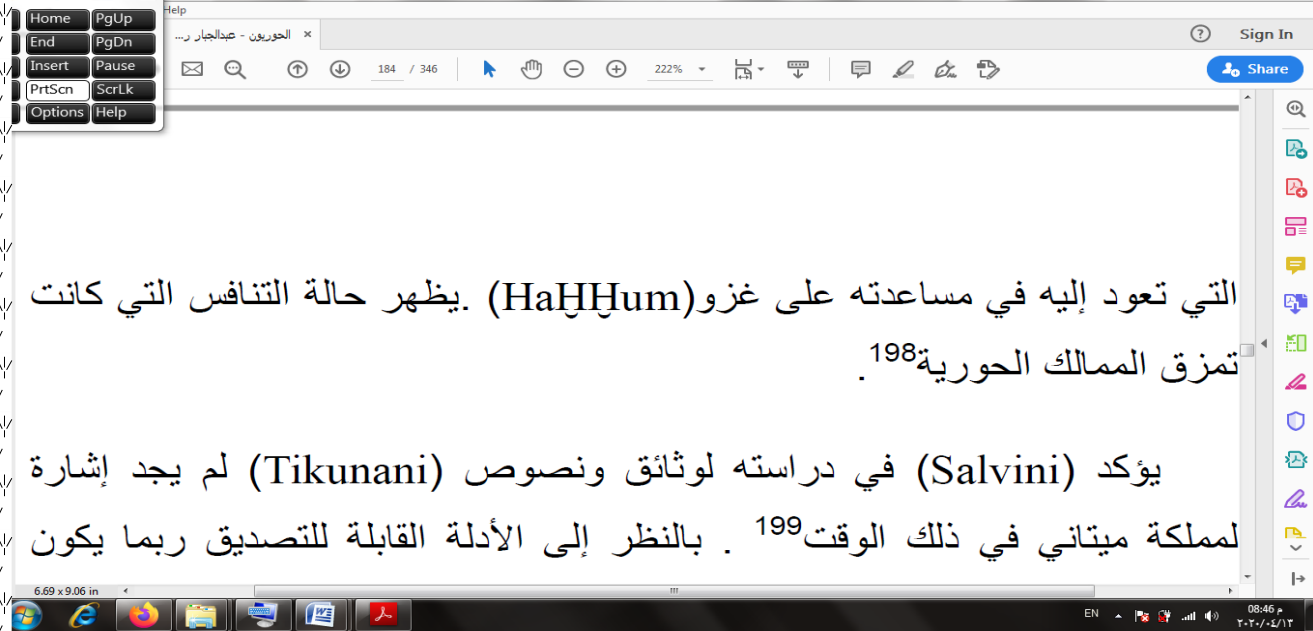 Help
Home PgUp
End PgDn
Insert Pause
PrtScn ScrLk
Options Help
الحوريون - عبدالجبار ر... ×
? Sign In
184 / 346
222%
Share
التي تعود إليه في مساعدته على غزو(HaḪḪum) .يظهر حالة التنافس التي كانت
تمزق الممالك الحورية198.
يؤكد (Salvini) في دراسته لوثائق ونصوص (Tikunani) لم يجد إشارة
لمملكة ميتاني في ذلك الوقت199 . بالنظر إلى الأدلة القابلة للتصديق ربما يكون
6.69 x 9.06 in
EN
08:46 م
٢٠٢٠/٠٤/١٣